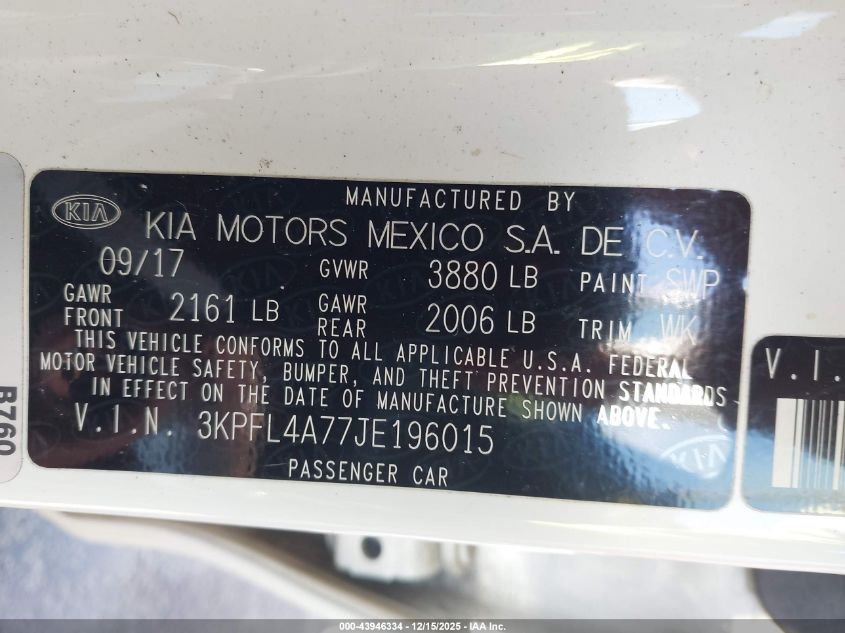 MANUFACTURED BY
KIA KIA MOTORS MEXICO S.A. DE C.V.
09/17 GVWR 3880 LB PAINT SWP
GAWR FRONT 2161 LB GAWR REAR 2006 LB TRIM WK
THIS VEHICLE CONFORMS TO ALL APPLICABLE U.S.A. FEDERAL
MOTOR VEHICLE SAFETY, BUMPER, AND THEFT PREVENTION STANDARDS
IN EFFECT ON THE DATE OF MANUFACTURE SHOWN ABOVE.
V.I.N. 3KPFL4A77JE196015
PASSENGER CAR
B760
V.I.
000-43946334 - 12/15/2025 - IAA Inc.